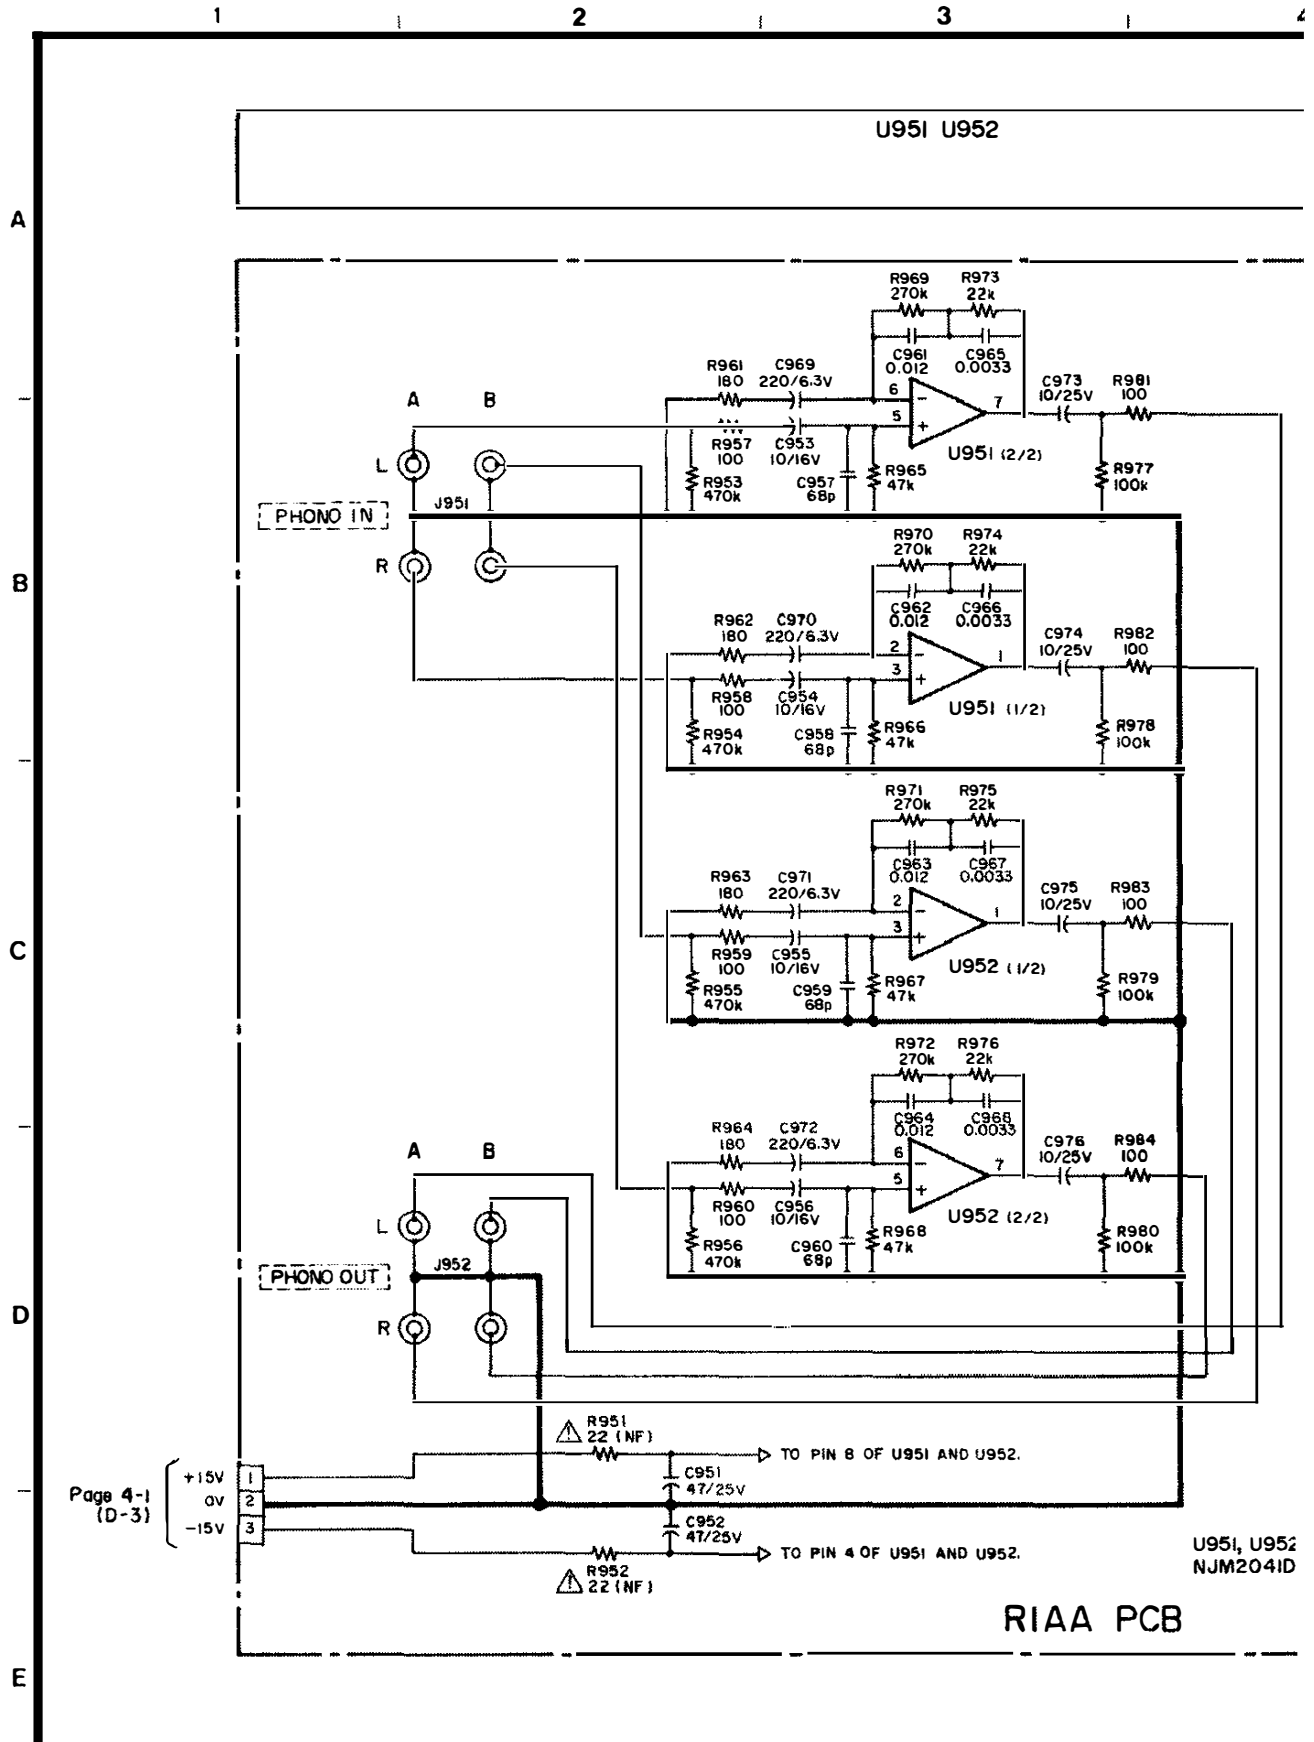 1 2 3 4
U951 U952
A
R969 R973
270k 22k
C961 C965
0.012 0.0033
R961 C969
180 220/6.3V
6 7
5
C973 R981
10/25V 100
A B
L
R957 C953
100 10/16V
U951 (2/2)
R953 C957 R965 R977
470k 68p 47k 100k
J951
PHONO IN
R970 R974
270k 22k
R
B
C962 C966
0.012 0.0033
R962 C970
180 220/6.3V
2 1
3
C974 R982
10/25V 100
R958 C954
100 10/16V
U951 (1/2)
R954 C958 R966 R978
470k 68p 47k 100k
R971 R975
270k 22k
C963 C967
0.012 0.0033
R963 C971
180 220/6.3V
2 1
3
C975 R983
10/25V 100
C
R959 C955
100 10/16V
U952 (1/2)
R955 C959 R967 R979
470k 68p 47k 100k
R972 R976
270k 22k
C964 C968
0.012 0.0033
R964 C972
180 220/6.3V
6 7
5
C976 R984
10/25V 100
A B
L
R960 C956
100 10/16V
U952 (2/2)
R956 C960 R968 R980
470k 68p 47k 100k
J952
PHONO OUT
D
R
R951
22 (NF)
TO PIN 8 OF U951 AND U952.
+15V 1
C951
47/25V
Page 4-1
(D-3)
0V 2
-15V 3
C952
47/25V
TO PIN 4 OF U951 AND U952.
R952
22 (NF)
U951, U952
NJM2041D
RIAA PCB
E